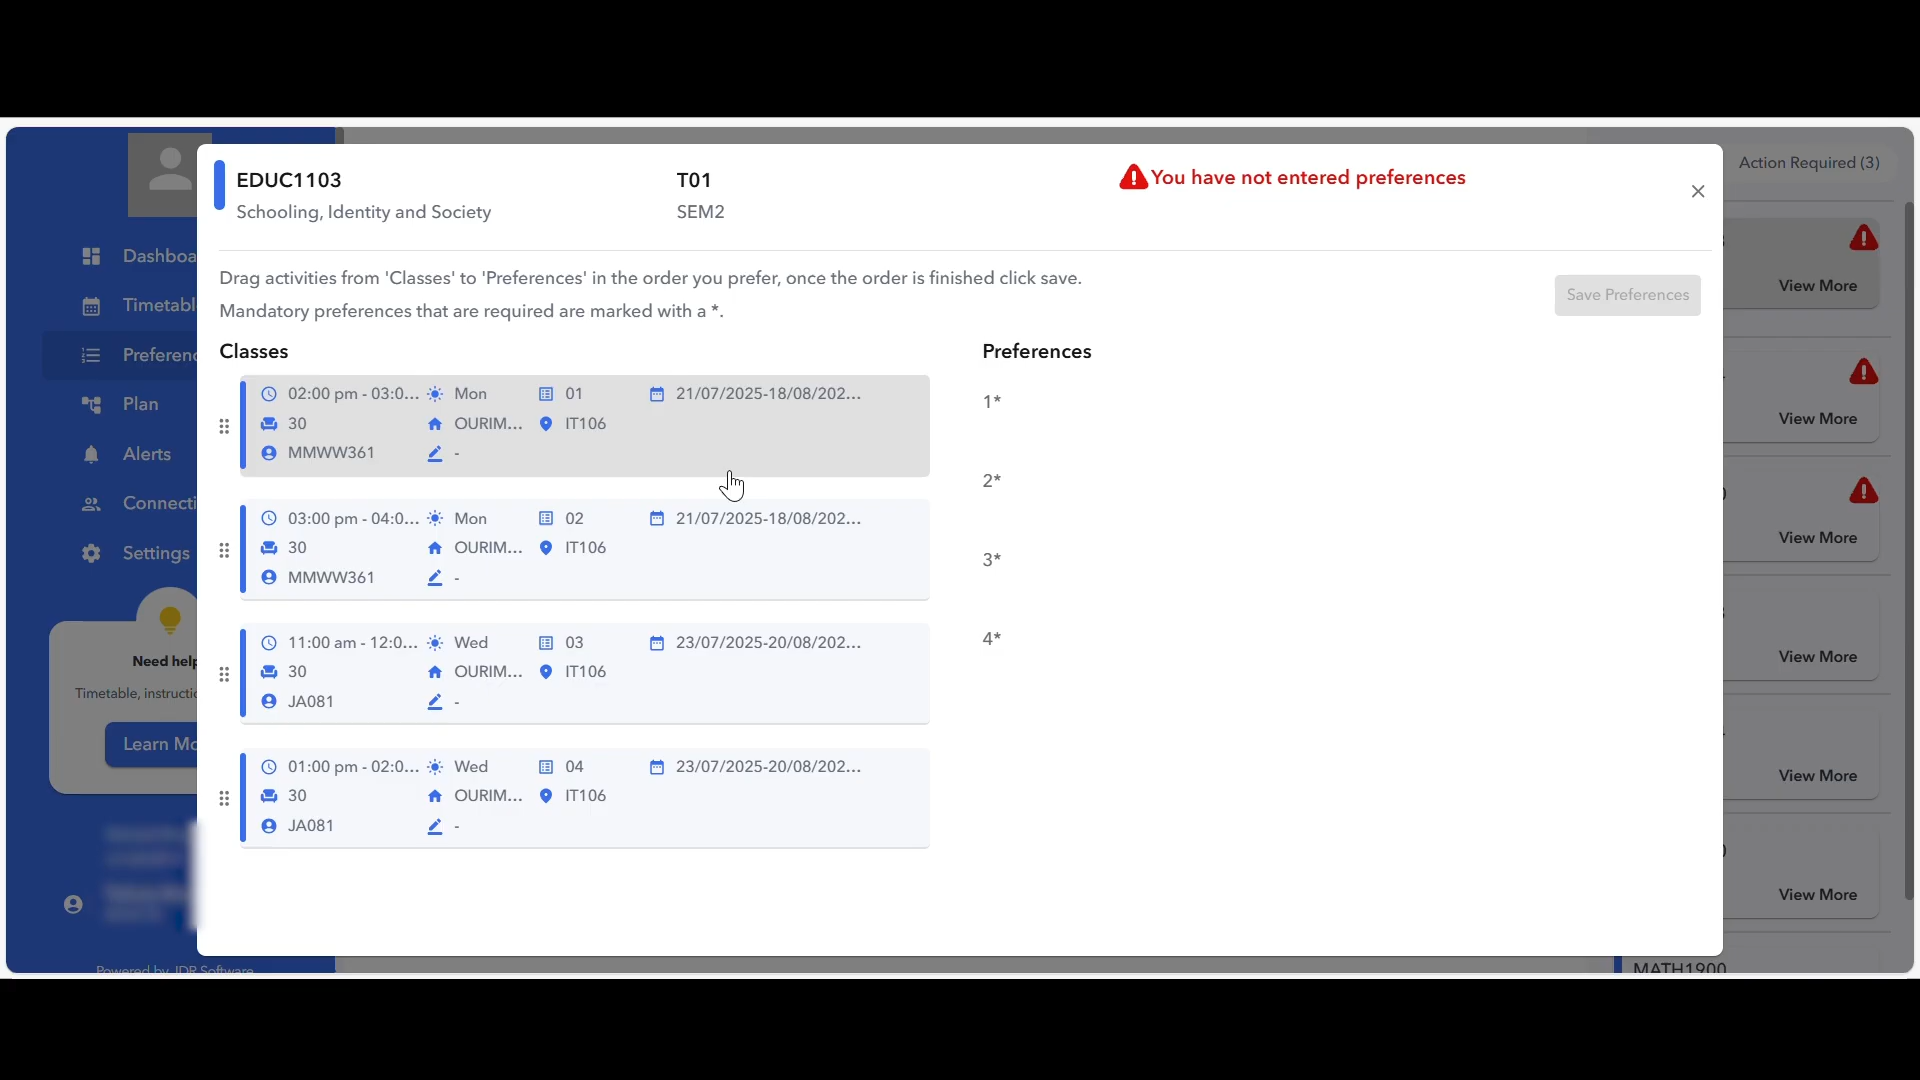 EDUC1103
Schooling, Identity and Society
T01
SEM2
You have not entered preferences
Drag activities from 'Classes' to 'Preferences' in the order you prefer, once the order is finished click save.
Mandatory preferences that are required are marked with a *.
Save Preferences
Classes
02:00 pm - 03:0... Mon 01 21/07/2025-18/08/202...
30 OURIM... IT106
MMWW361 -
03:00 pm - 04:0... Mon 02 21/07/2025-18/08/202...
30 OURIM... IT106
MMWW361 -
11:00 am - 12:0... Wed 03 23/07/2025-20/08/202...
30 OURIM... IT106
JA081 -
01:00 pm - 02:0... Wed 04 23/07/2025-20/08/202...
30 OURIM... IT106
JA081 -
Preferences
1*
2*
3*
4*
Dashboa
Timetabl
Preferenc
Plan
Alerts
Connecti
Settings
Need help
Timetable, instructio
Learn Mo
Powered by JDR Software
Action Required (3)
View More
View More
View More
View More
View More
View More
MATH1900